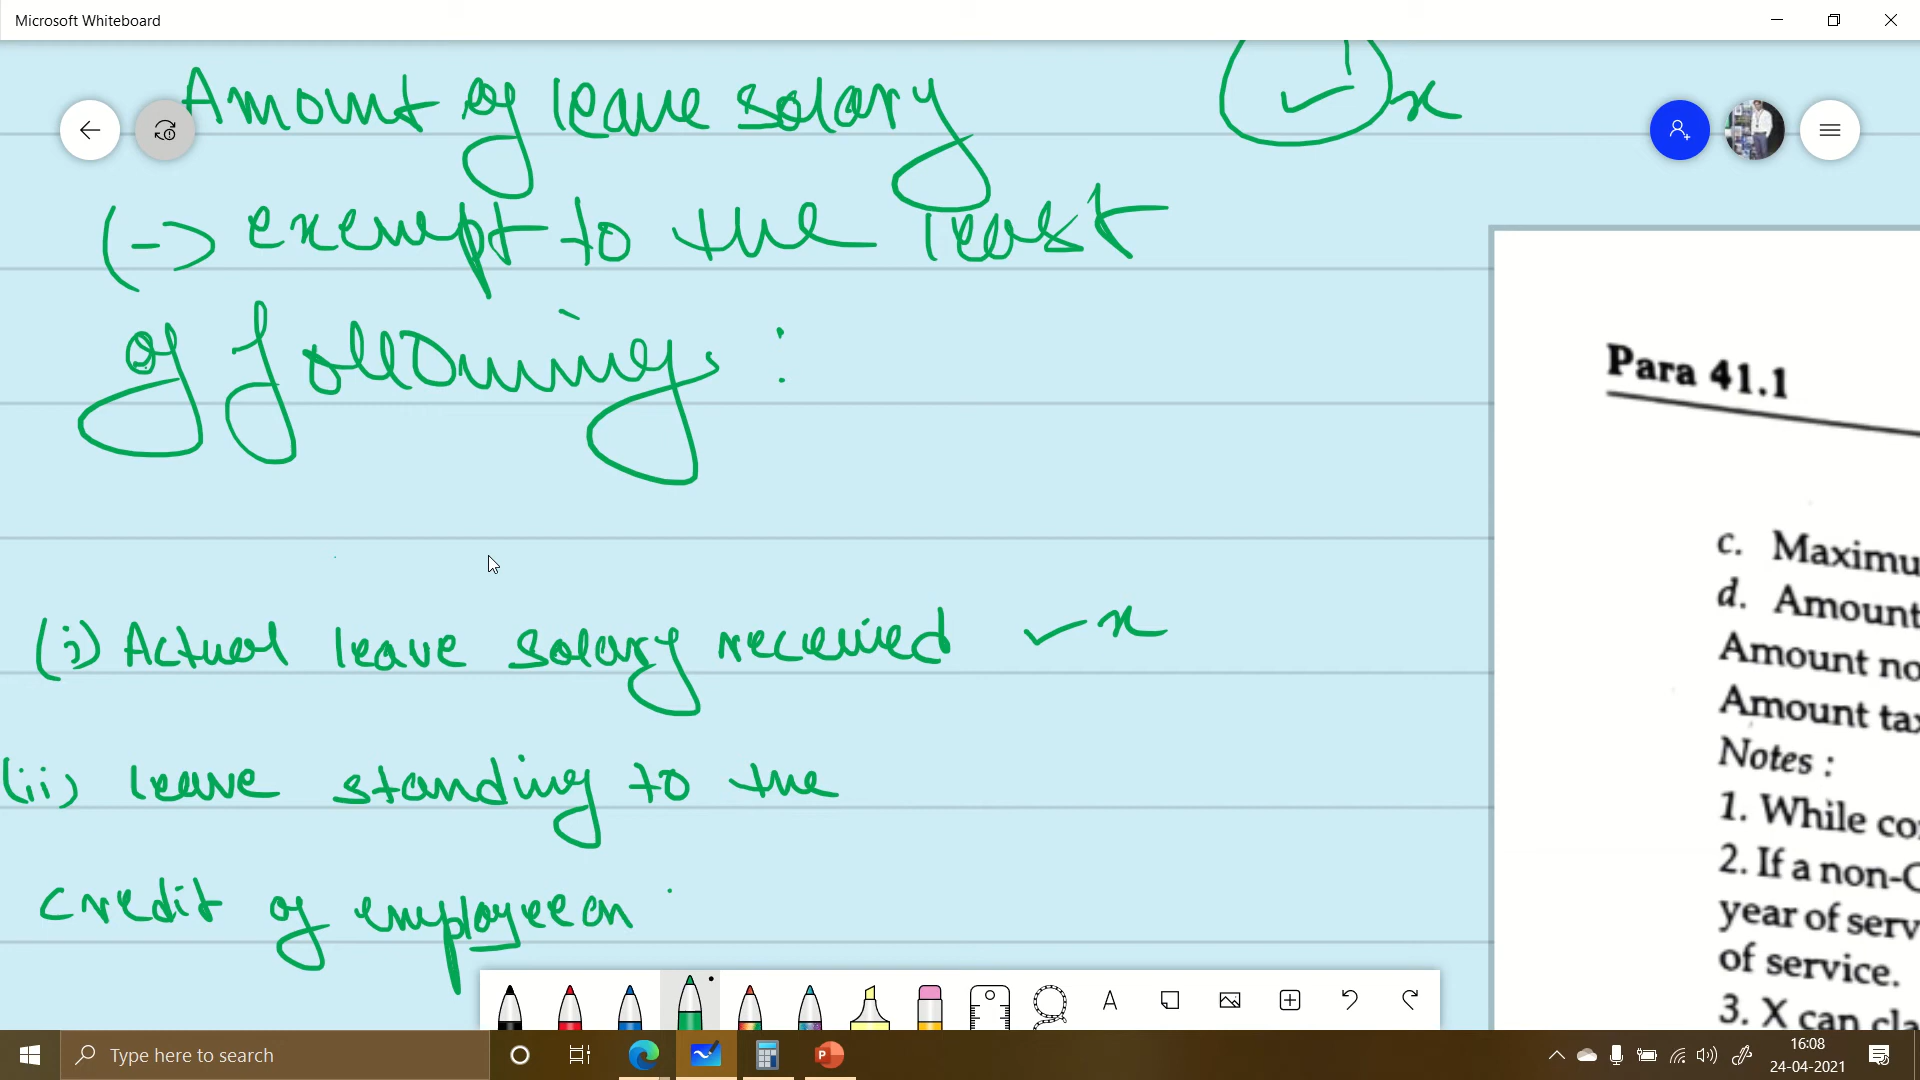 Microsoft Whiteboard
Amount of leave salary
(-) exempt to the least
of followings :
(i) Actual leave salary received ✓ x
(ii) leave standing to the
credit of employee on
✓ x
Para 41.1
c. Maximu
d. Amount
Amount no
Amount tax
Notes :
1. While co
2. If a non-G
year of serv
of service.
3. X can cla
Type here to search
16:08
24-04-2021